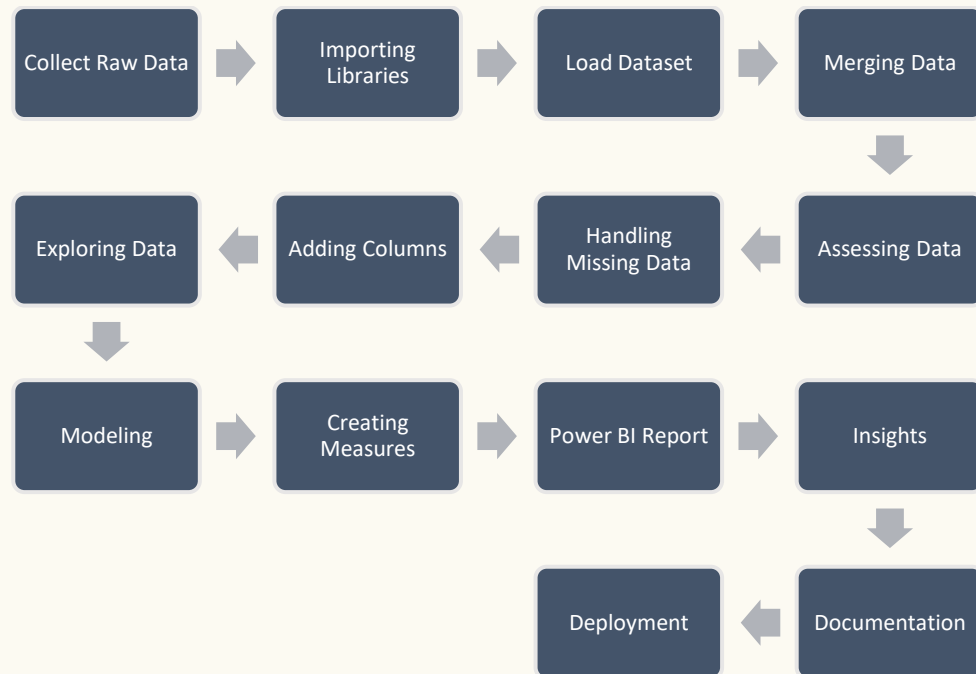 Collect Raw Data
Importing
Libraries
Load Dataset
Merging Data
Assessing Data
Handling
Missing Data
Adding Columns
Exploring Data
Modeling
Creating
Measures
Power BI Report
Insights
Documentation
Deployment